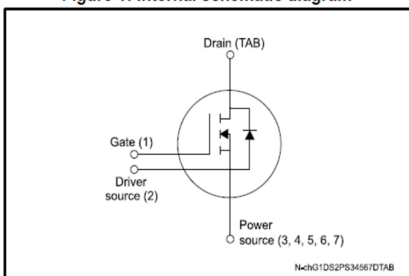 Figure 1. Internal schematic diagram
Drain (TAB)
Gate (1)
Driver
source (2)
Power
source (3, 4, 5, 6, 7)
N-chG1DS2PS34567DTAB